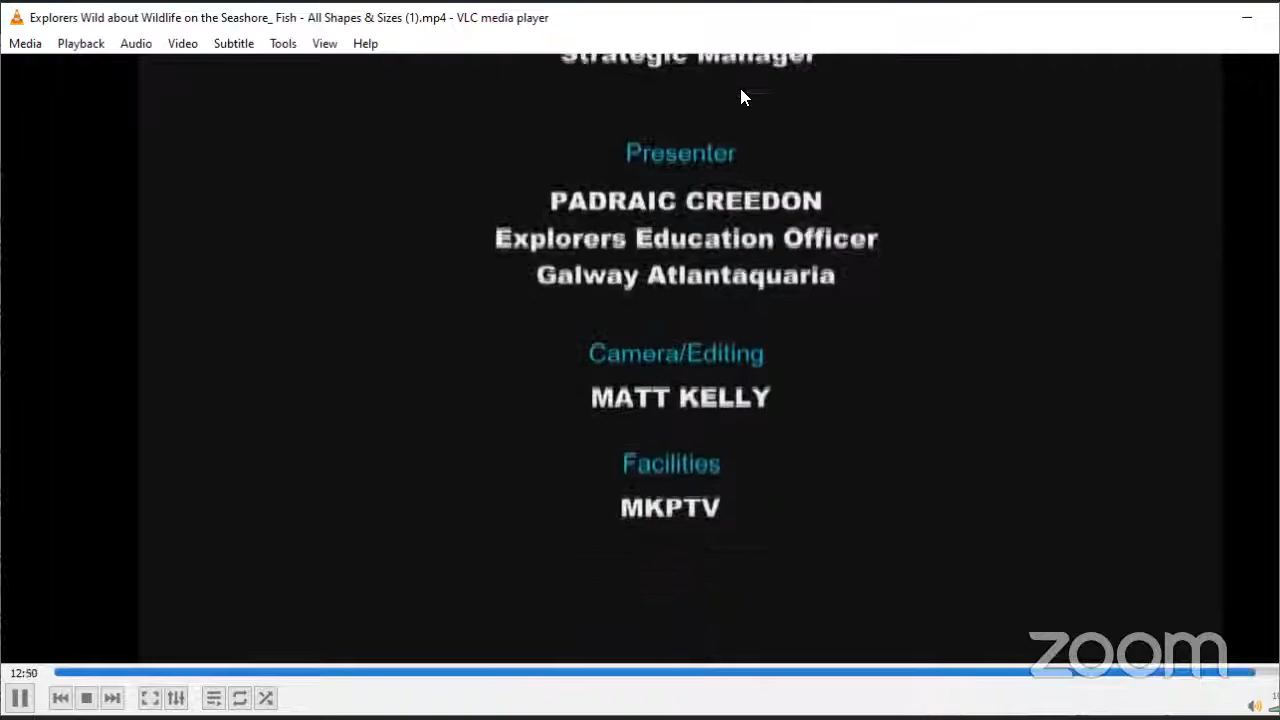 Explorers Wild about Wildlife on the Seashore_ Fish - All Shapes & Sizes (1).mp4 - VLC media player
Media Playback Audio Video Subtitle Tools View Help
Strategic Manager
Presenter
PADRAIC CREEDON
Explorers Education Officer
Galway Atlantaquaria
Camera/Editing
MATT KELLY
Facilities
MKPTV
zoom
12:50